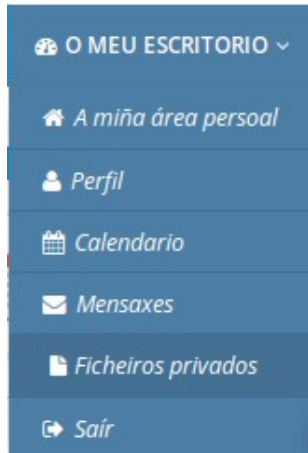 O MEU ESCRITORIO
A miña área persoal
Perfil
Calendario
Mensaxes
Ficheiros privados
Saír